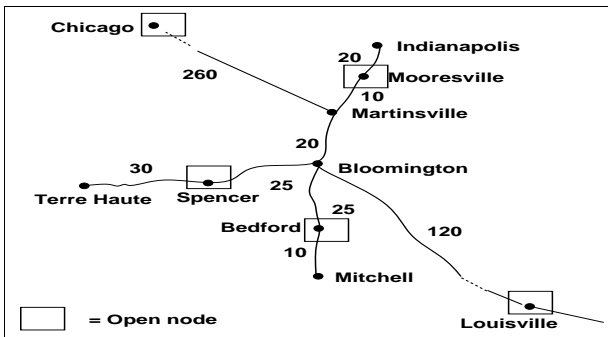 Chicago
Indianapolis
20
Mooresville
260
10
Martinsville
20
30
Bloomington
Terre Haute
Spencer
25
Bedford
25
120
10
Mitchell
= Open node
Louisville